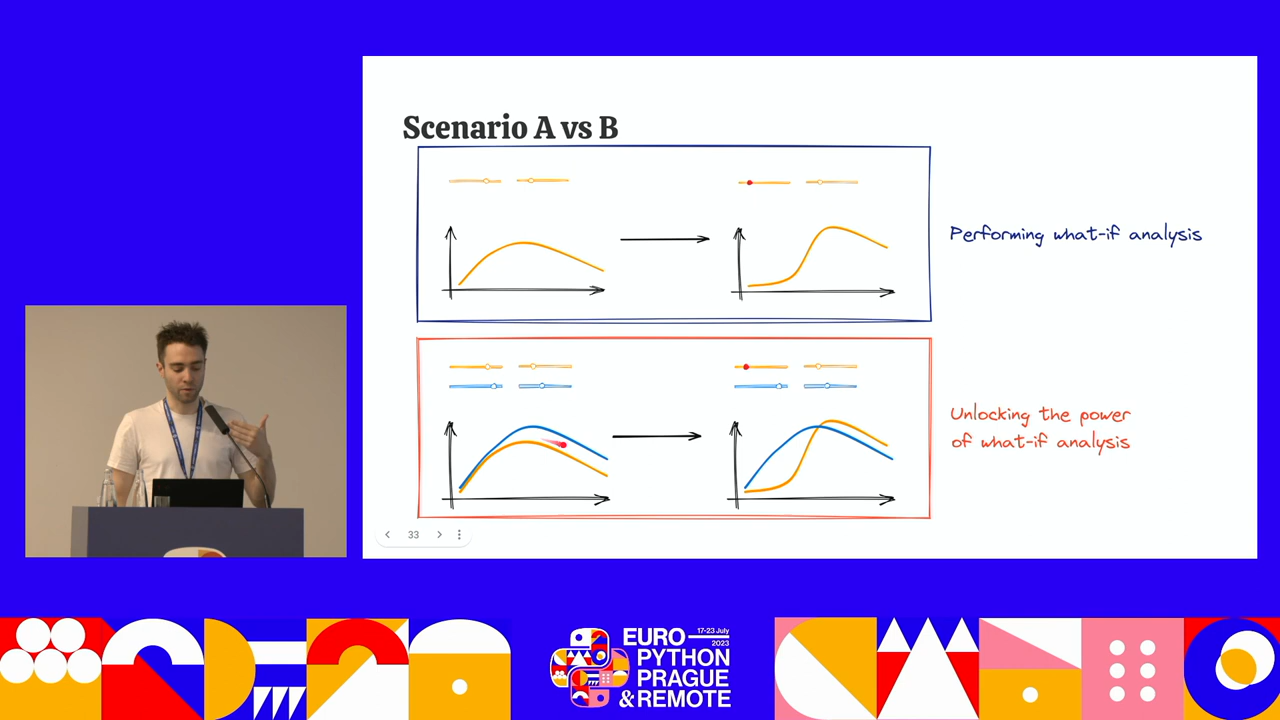 Scenario A vs B
Performing what-if analysis
Unlocking the power
of what-if analysis
33
EURO
17-23 July
2023
PYTHON
PRAGUE
& REMOTE